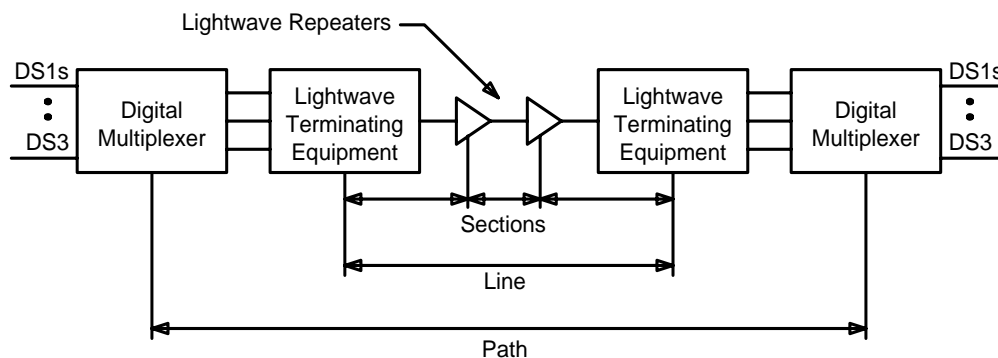 Lightwave Repeaters
DS1s
DS3
Digital
Multiplexer
Lightwave
Terminating
Equipment
Lightwave
Terminating
Equipment
Digital
Multiplexer
DS1s
DS3
Sections
Line
Path